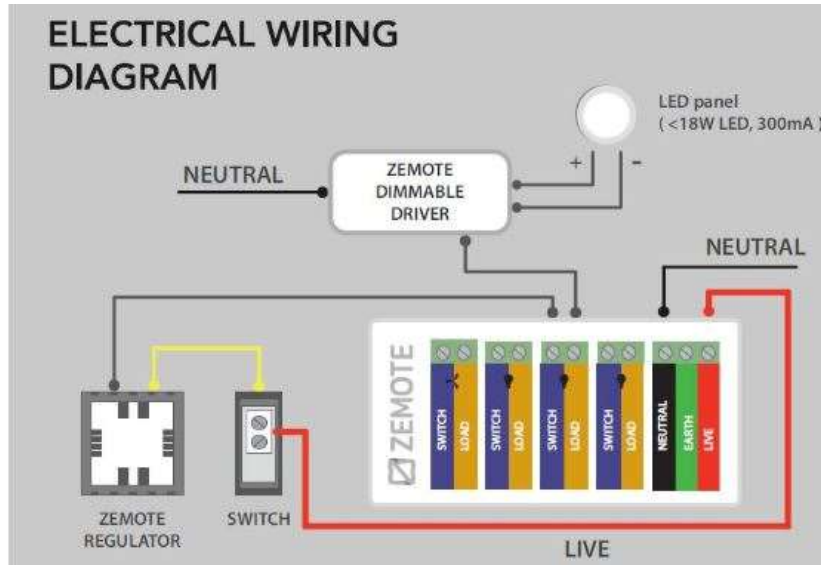 ELECTRICAL WIRING
DIAGRAM
LED panel
( <18W LED, 300mA )
+ -
NEUTRAL
ZEMOTE
DIMMABLE
DRIVER
NEUTRAL
ZEMOTE
SWITCH
LOAD
SWITCH
LOAD
SWITCH
LOAD
SWITCH
LOAD
NEUTRAL
EARTH
LIVE
ZEMOTE
REGULATOR
SWITCH
LIVE